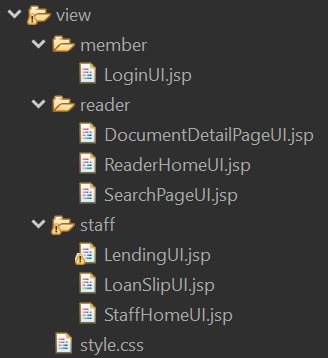 view
member
LoginUI.jsp
reader
DocumentDetailPageUI.jsp
ReaderHomeUI.jsp
SearchPageUI.jsp
staff
LendingUI.jsp
LoanSlipUI.jsp
StaffHomeUI.jsp
style.css